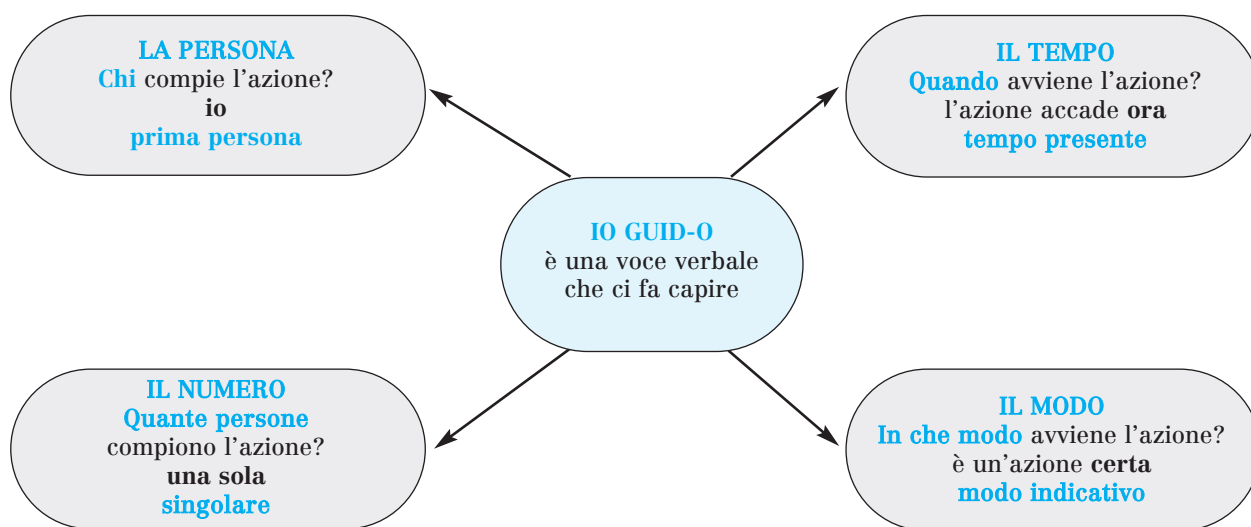 LA PERSONA
Chi compie l'azione?
io
prima persona
IL TEMPO
Quando avviene l'azione?
l'azione accade ora
tempo presente
IO GUID-O
è una voce verbale
che ci fa capire
IL NUMERO
Quante persone
compiono l'azione?
una sola
singolare
IL MODO
In che modo avviene l'azione?
è un'azione certa
modo indicativo